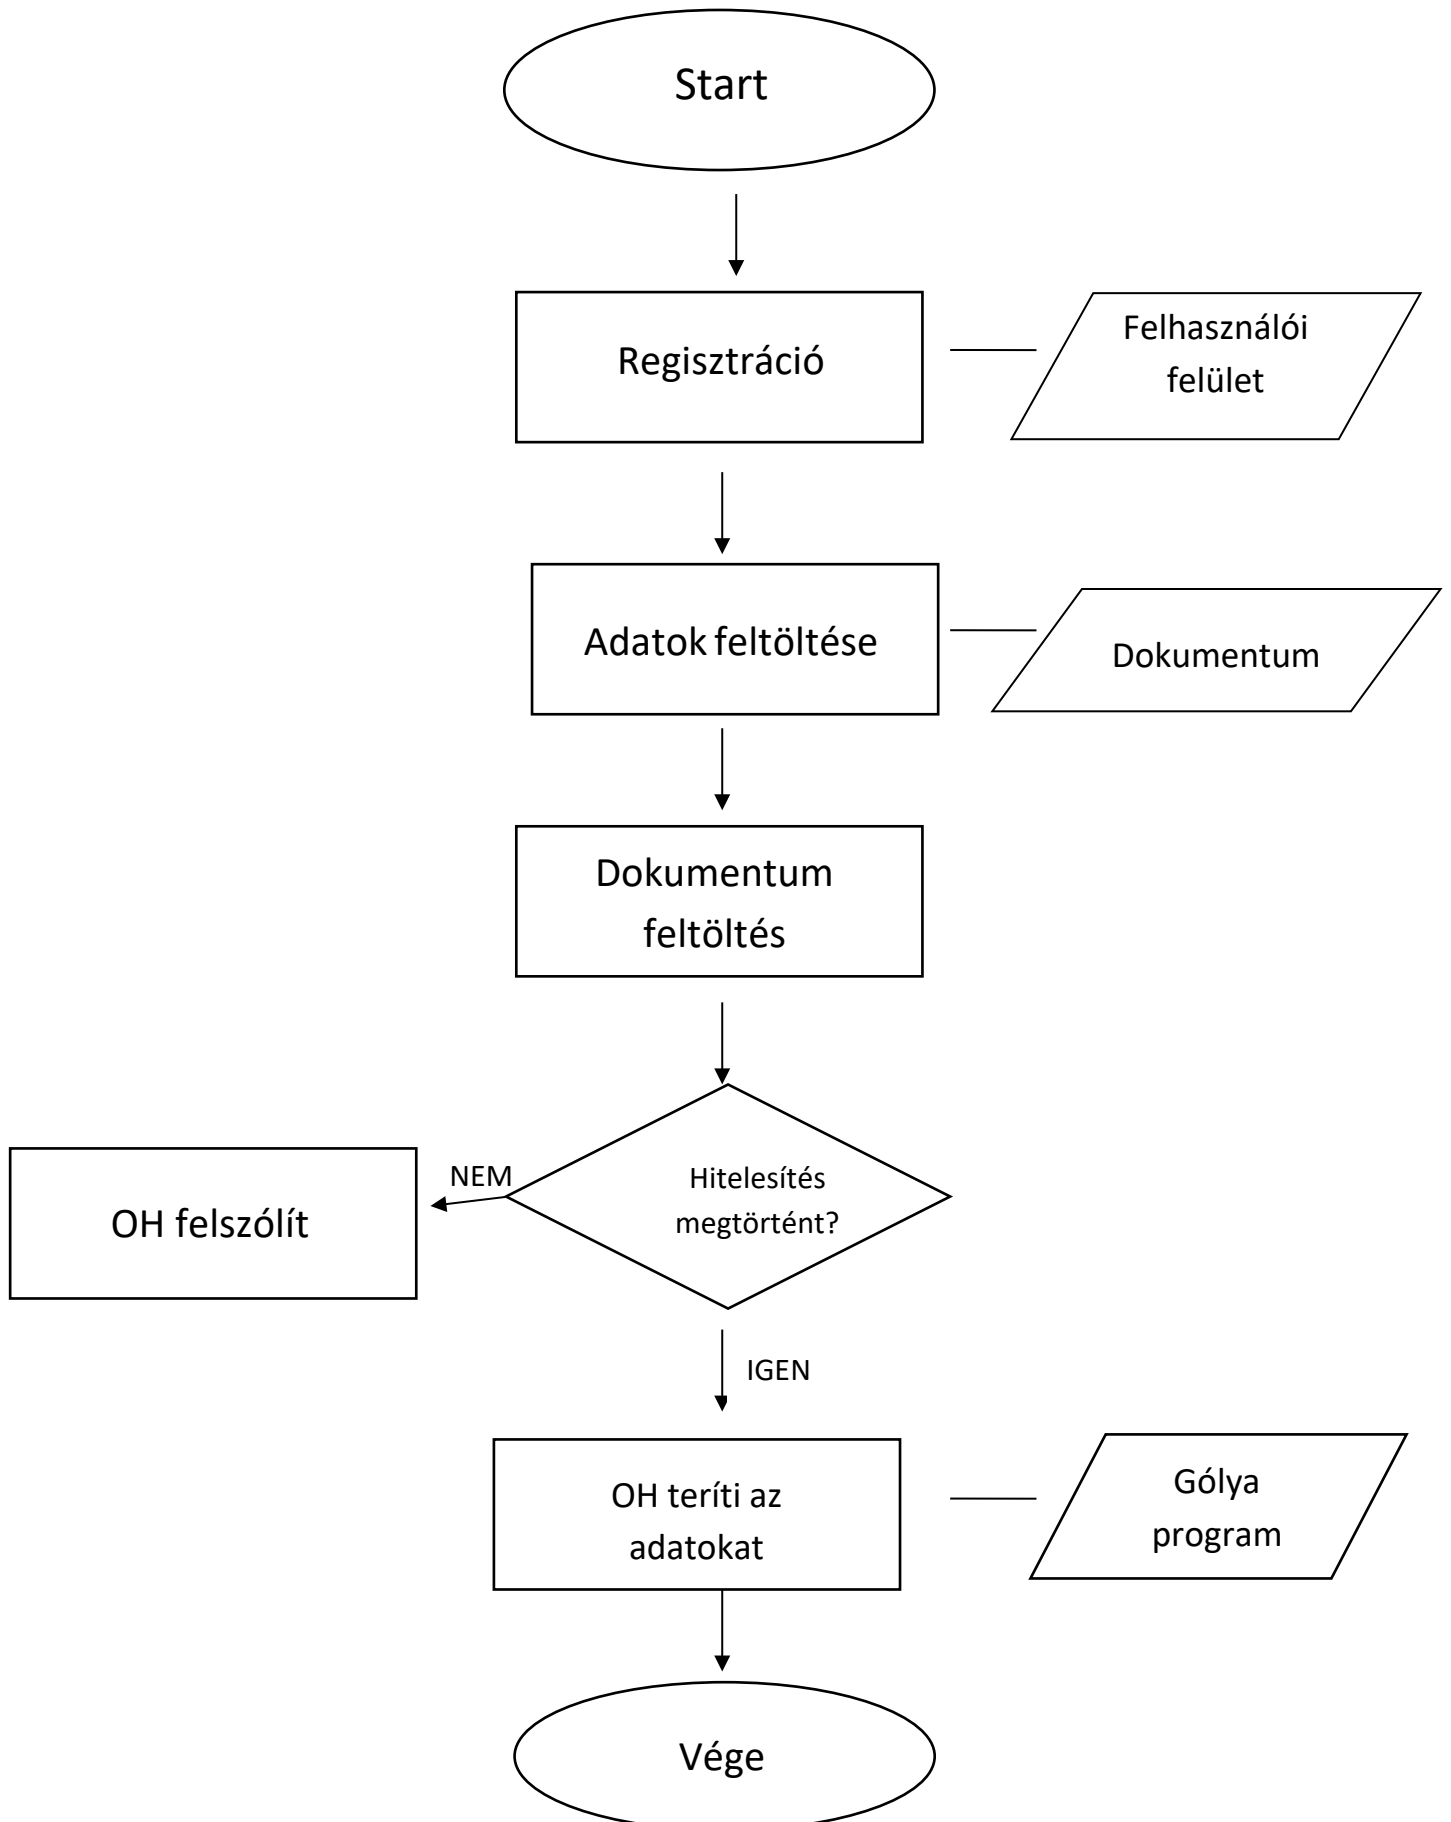 Start
Regisztráció
Felhasználói
felület
Adatok feltöltése
Dokumentum
Dokumentum
feltöltés
Hitelesítés
megtörtént?
NEM
OH felszólít
IGEN
OH teríti az
adatokat
Gólya
program
Vége